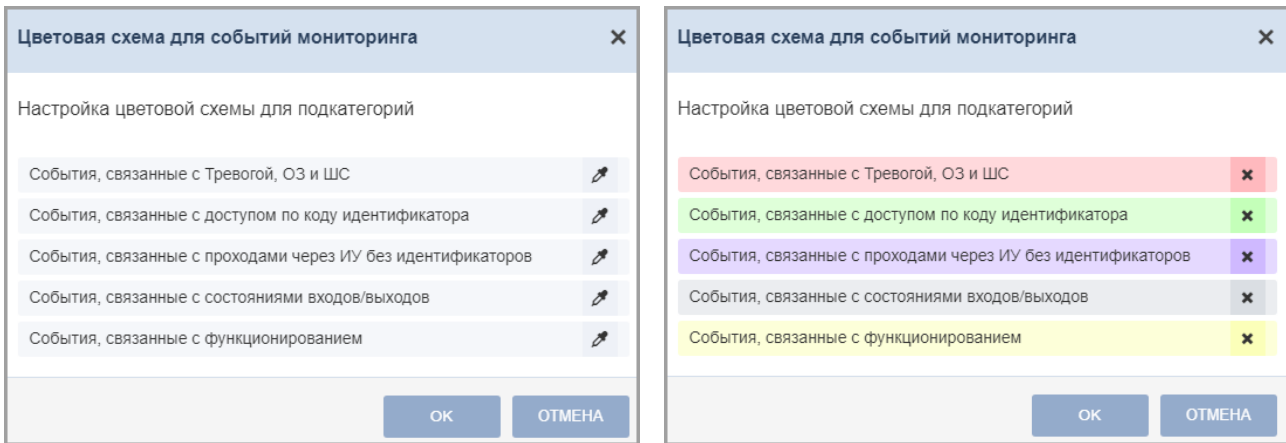 Цветовая схема для событий мониторинга
Настройка цветовой схемы для подкатегорий
События, связанные с Тревогой, ОЗ и ШС
События, связанные с доступом по коду идентификатора
События, связанные с проходами через ИУ без идентификаторов
События, связанные с состояниями входов/выходов
События, связанные с функционированием
ОК
ОТМЕНА
Цветовая схема для событий мониторинга
Настройка цветовой схемы для подкатегорий
События, связанные с Тревогой, ОЗ и ШС
События, связанные с доступом по коду идентификатора
События, связанные с проходами через ИУ без идентификаторов
События, связанные с состояниями входов/выходов
События, связанные с функционированием
ОК
ОТМЕНА